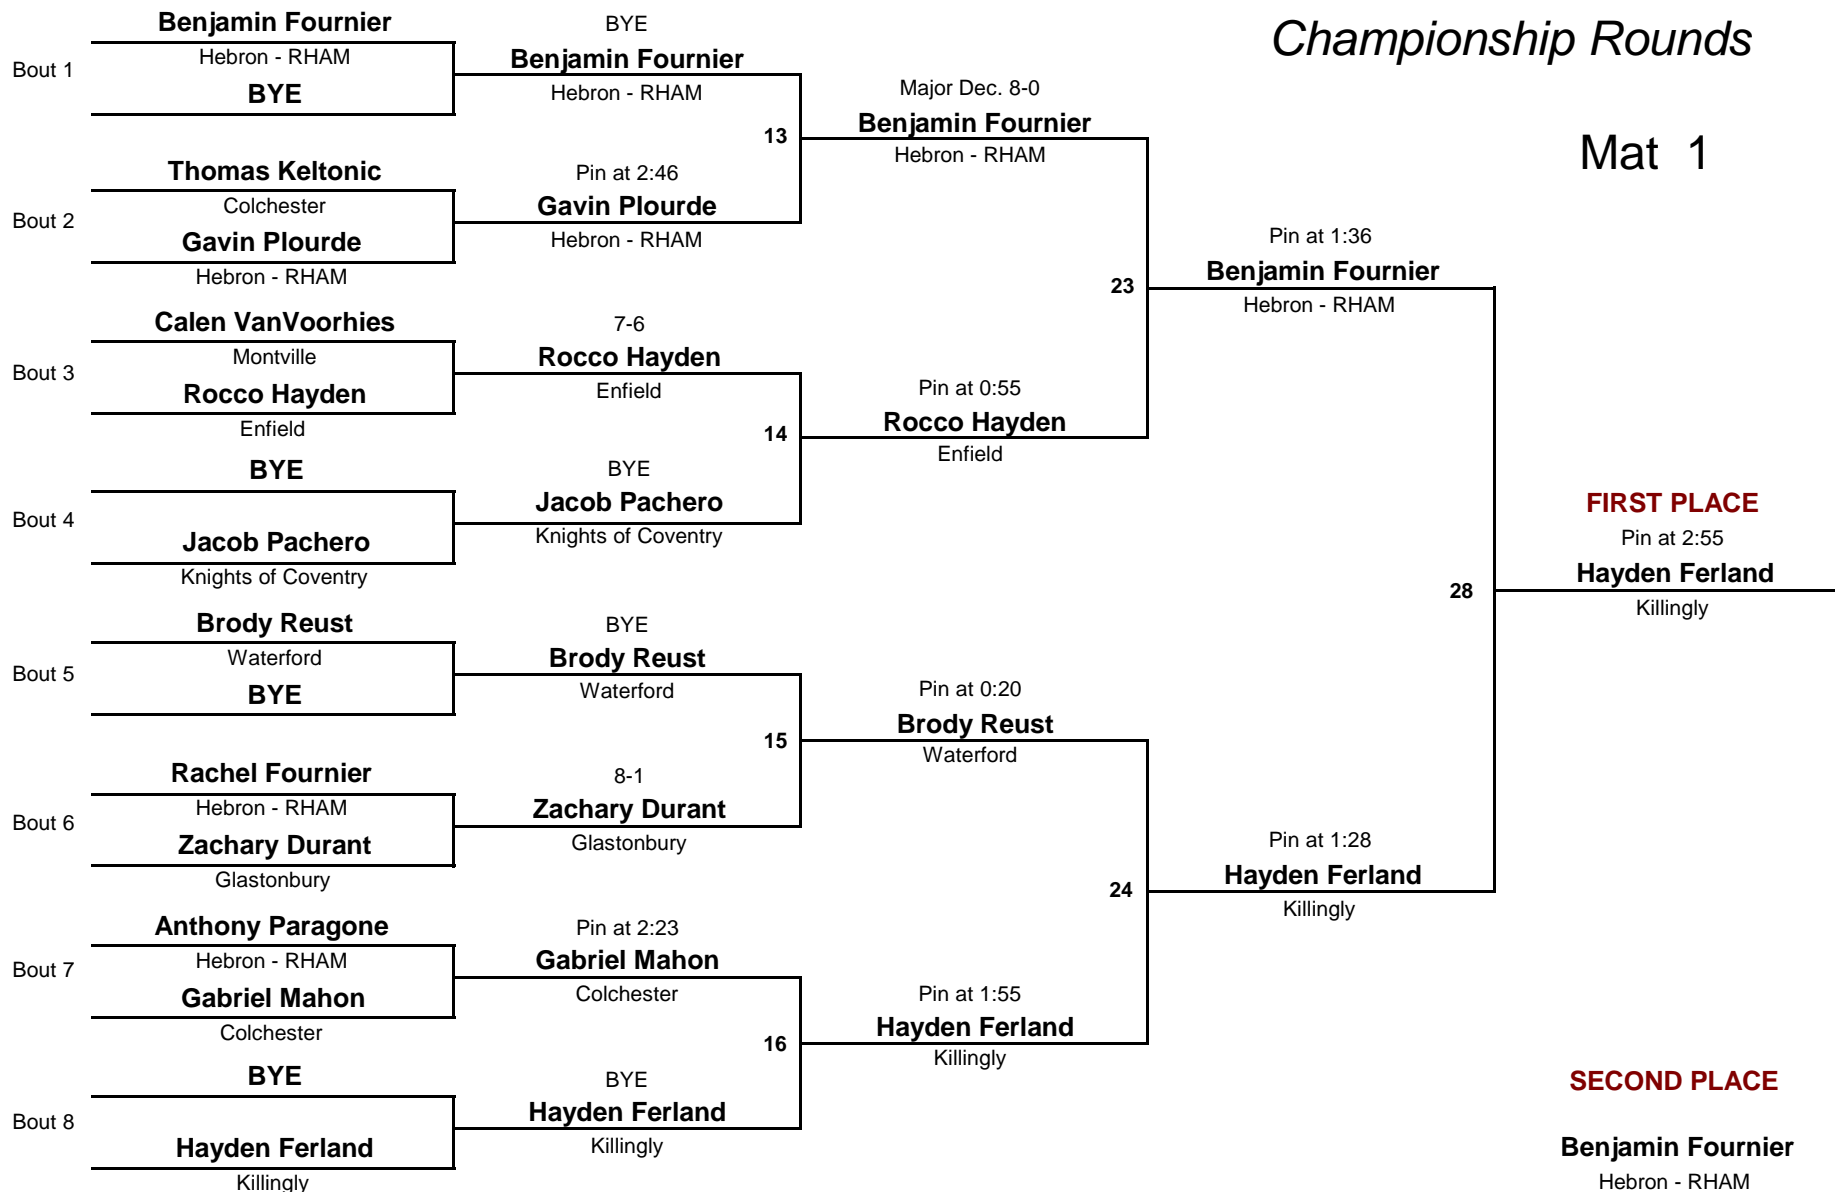 Championship Rounds
Mat 1
Bout 1
Benjamin Fournier
Hebron - RHAM
BYE
Bout 2
Thomas Keltonic
Colchester
Gavin Plourde
Hebron - RHAM
Bout 3
Calen VanVoorhies
Montville
Rocco Hayden
Enfield
Bout 4
BYE
Jacob Pachero
Knights of Coventry
Bout 5
Brody Reust
Waterford
BYE
Bout 6
Rachel Fournier
Hebron - RHAM
Zachary Durant
Glastonbury
Bout 7
Anthony Paragone
Hebron - RHAM
Gabriel Mahon
Colchester
Bout 8
BYE
Hayden Ferland
Killingly
BYE
Benjamin Fournier
Hebron - RHAM
13
Pin at 2:46
Gavin Plourde
Hebron - RHAM
7-6
Rocco Hayden
Enfield
14
BYE
Jacob Pachero
Knights of Coventry
BYE
Brody Reust
Waterford
15
8-1
Zachary Durant
Glastonbury
Pin at 2:23
Gabriel Mahon
Colchester
16
BYE
Hayden Ferland
Killingly
Major Dec. 8-0
Benjamin Fournier
Hebron - RHAM
23
Pin at 0:55
Rocco Hayden
Enfield
Pin at 0:20
Brody Reust
Waterford
24
Pin at 1:55
Hayden Ferland
Killingly
Pin at 1:36
Benjamin Fournier
Hebron - RHAM
28
Pin at 1:28
Hayden Ferland
Killingly
FIRST PLACE
Pin at 2:55
Hayden Ferland
Killingly
SECOND PLACE
Benjamin Fournier
Hebron - RHAM